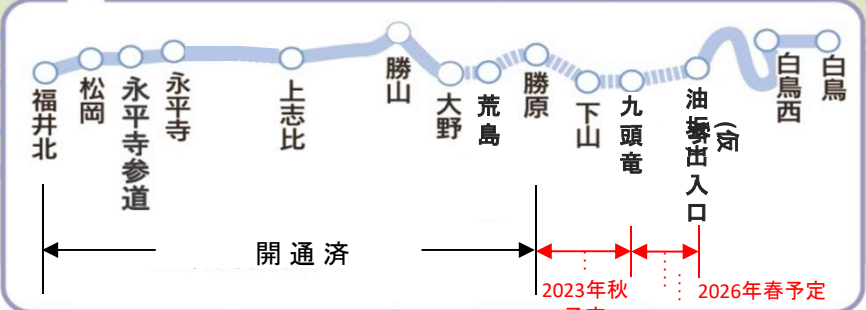 福井北
松岡
永平寺参道
永平寺
上志比
勝山
大野
荒島
勝原
下山
九頭竜
油坂出入口
(仮
白鳥西
白鳥
開通済
2023年秋
2026年春予定